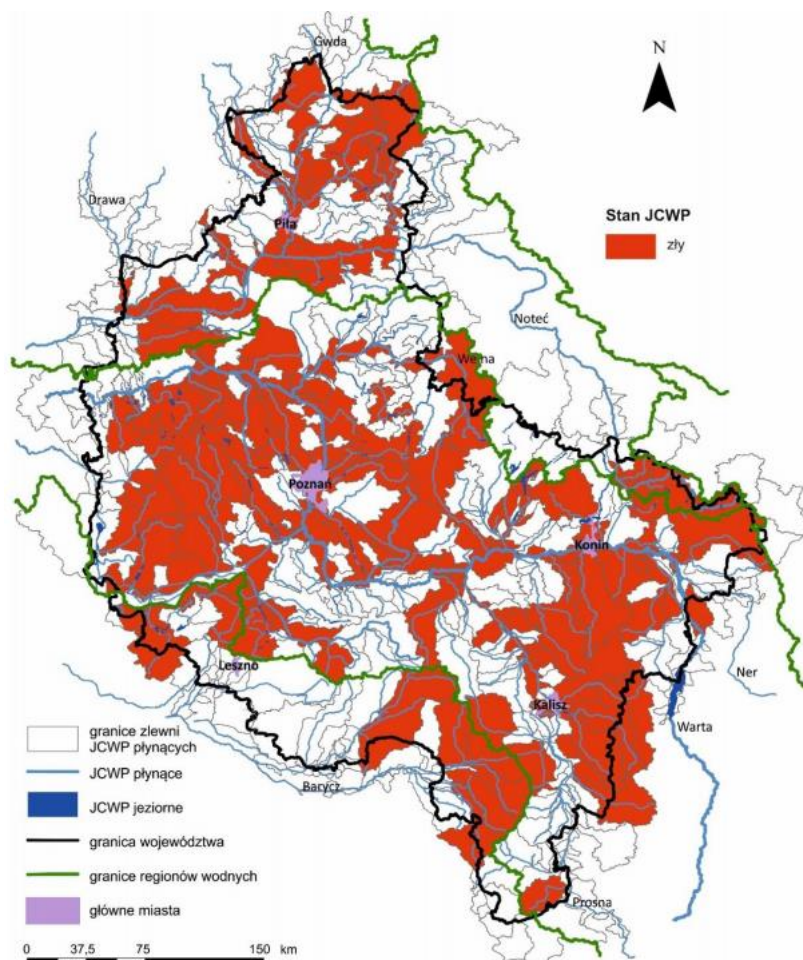 Gwda
N
Drawa
Stan JCWP
zły
Piła
Noteć
Wełna
Poznań
Konin
Leszno
Ner
Kalisz
Warta
granice zlewni
JCWP płynących
JCWP płynące
Barycz
JCWP jeziorne
granica województwa
granice regionów wodnych
Prosna
główne miasta
0 37,5 75 150 km